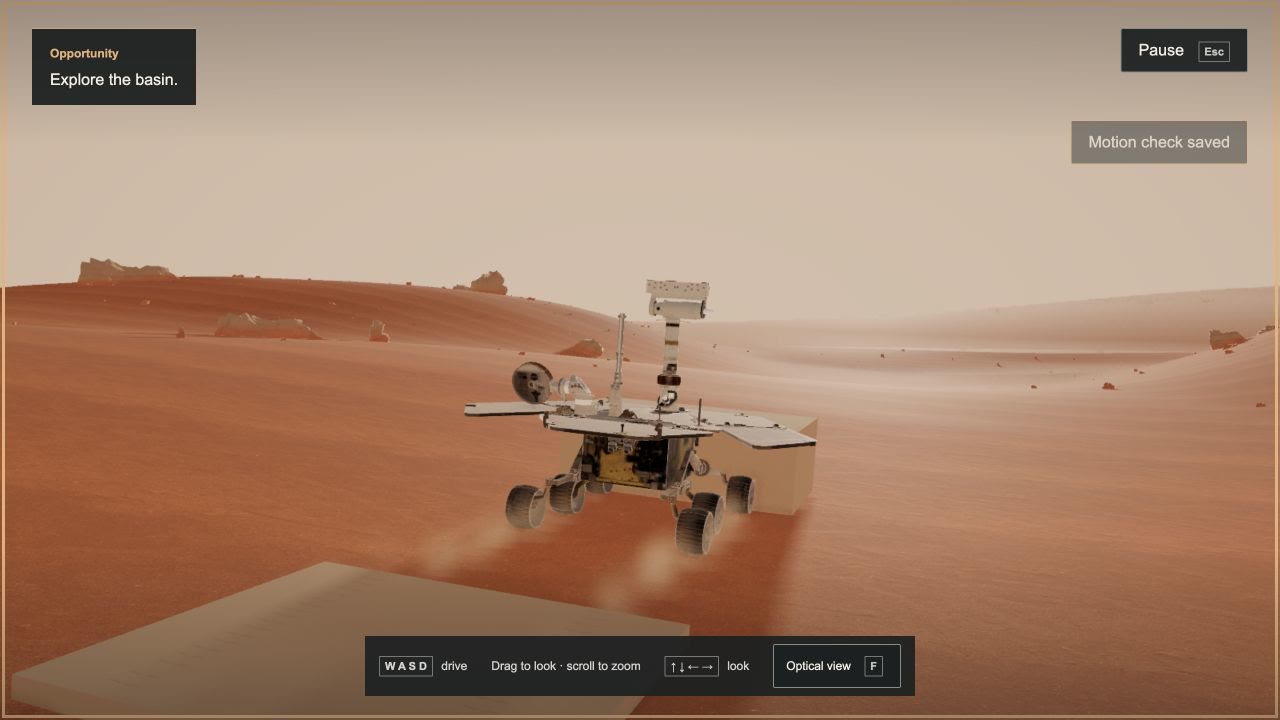 Opportunity
Explore the basin.
Pause Esc
Motion check saved
W A S D drive Drag to look · scroll to zoom ↑↓←→ look Optical view F